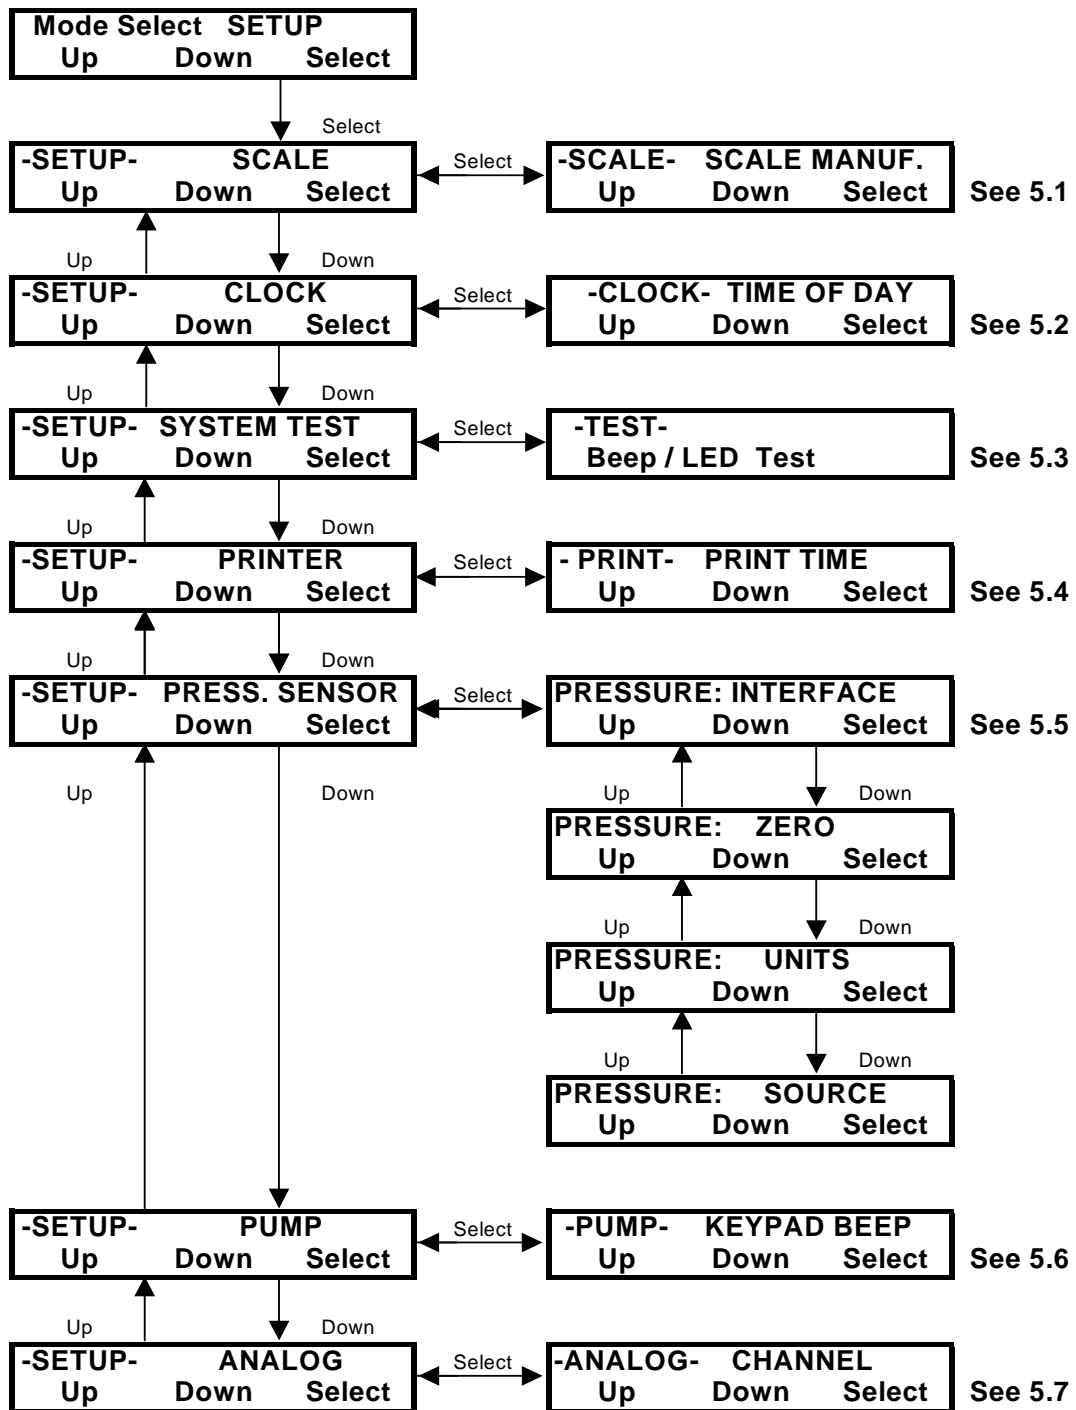 Mode Select SETUP
Up Down Select
Select
-SETUP- SCALE
Up Down Select
Select
-SCALE- SCALE MANUF.
Up Down Select
See 5.1
Up Down
-SETUP- CLOCK
Up Down Select
Select
-CLOCK- TIME OF DAY
Up Down Select
See 5.2
Up Down
-SETUP- SYSTEM TEST
Up Down Select
Select
-TEST-
Beep / LED Test
See 5.3
Up Down
-SETUP- PRINTER
Up Down Select
Select
- PRINT- PRINT TIME
Up Down Select
See 5.4
Up Down
-SETUP- PRESS. SENSOR
Up Down Select
Select
PRESSURE: INTERFACE
Up Down Select
See 5.5
Up Down
Up Down
PRESSURE: ZERO
Up Down Select
Up Down
PRESSURE: UNITS
Up Down Select
Up Down
PRESSURE: SOURCE
Up Down Select
-SETUP- PUMP
Up Down Select
Select
-PUMP- KEYPAD BEEP
Up Down Select
See 5.6
Up Down
-SETUP- ANALOG
Up Down Select
Select
-ANALOG- CHANNEL
Up Down Select
See 5.7